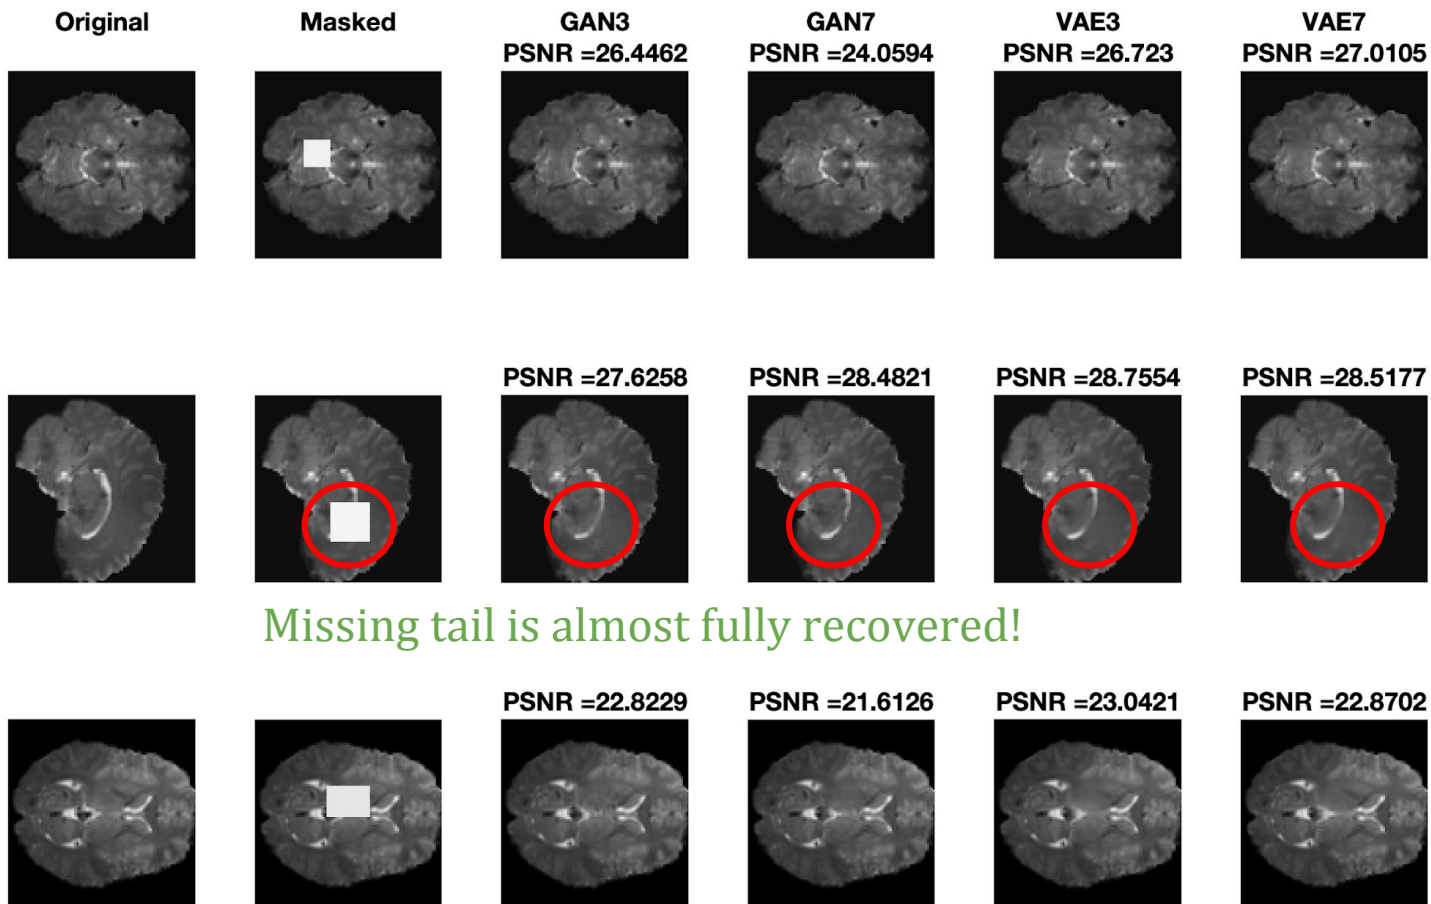 Original Masked GAN3 GAN7 VAE3 VAE7
PSNR =26.4462 PSNR =24.0594 PSNR =26.723 PSNR =27.0105
PSNR =27.6258 PSNR =28.4821 PSNR =28.7554 PSNR =28.5177
Missing tail is almost fully recovered!
PSNR =22.8229 PSNR =21.6126 PSNR =23.0421 PSNR =22.8702